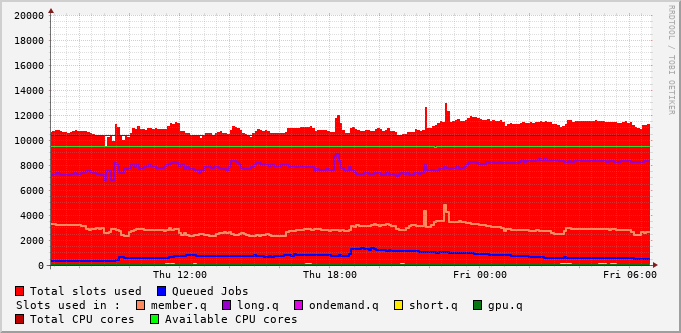 20000
18000
16000
14000
12000
10000
8000
6000
4000
2000
0
Thu 12:00 Thu 18:00 Fri 00:00 Fri 06:00
RRDTOOL / TOBI OETIKER
Total slots used Queued Jobs
Slots used in : member.q long.q ondemand.q short.q gpu.q
Total CPU cores Available CPU cores